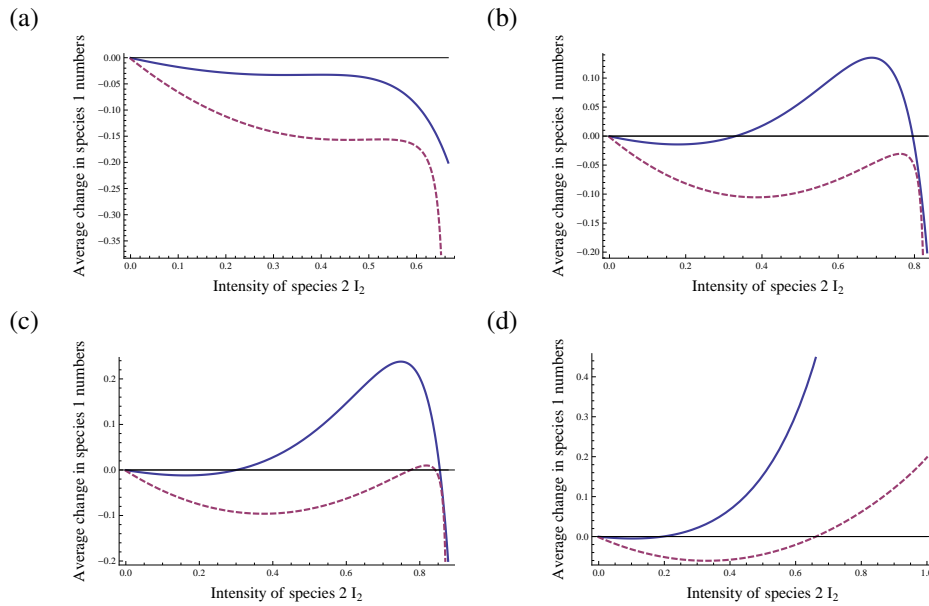 (a)
Average change in species 1 numbers
0.00
−0.05
−0.10
−0.15
−0.20
−0.25
−0.30
−0.35
0.0 0.1 0.2 0.3 0.4 0.5 0.6
Intensity of species 2 I₂
(b)
Average change in species 1 numbers
0.10
0.05
0.00
−0.05
−0.10
−0.15
−0.20
0.0 0.2 0.4 0.6 0.8
Intensity of species 2 I₂
(c)
Average change in species 1 numbers
0.2
0.1
0.0
−0.1
−0.2
0.0 0.2 0.4 0.6 0.8
Intensity of species 2 I₂
(d)
Average change in species 1 numbers
0.4
0.3
0.2
0.1
0.0
0.0 0.2 0.4 0.6 0.8 1.0
Intensity of species 2 I₂